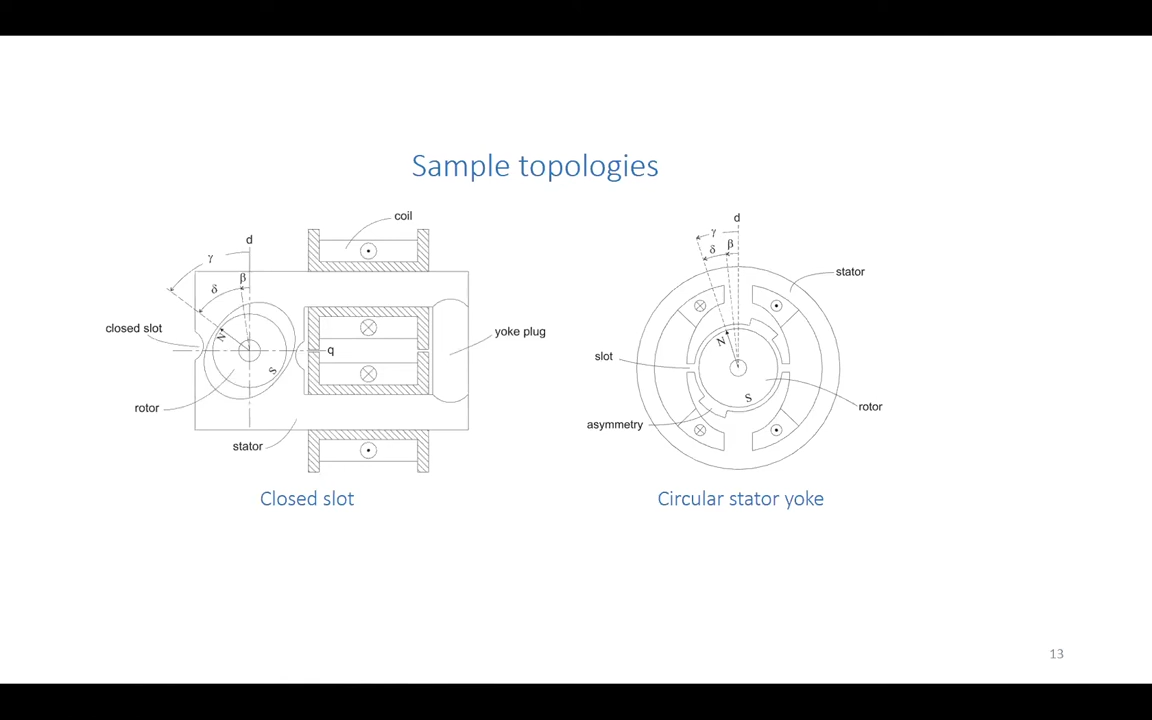 Sample topologies
coil
d
γ
β
δ
closed slot
N
q
yoke plug
S
rotor
stator
Closed slot
d
γ
β
δ
stator
N
slot
S
rotor
asymmetry
Circular stator yoke
13